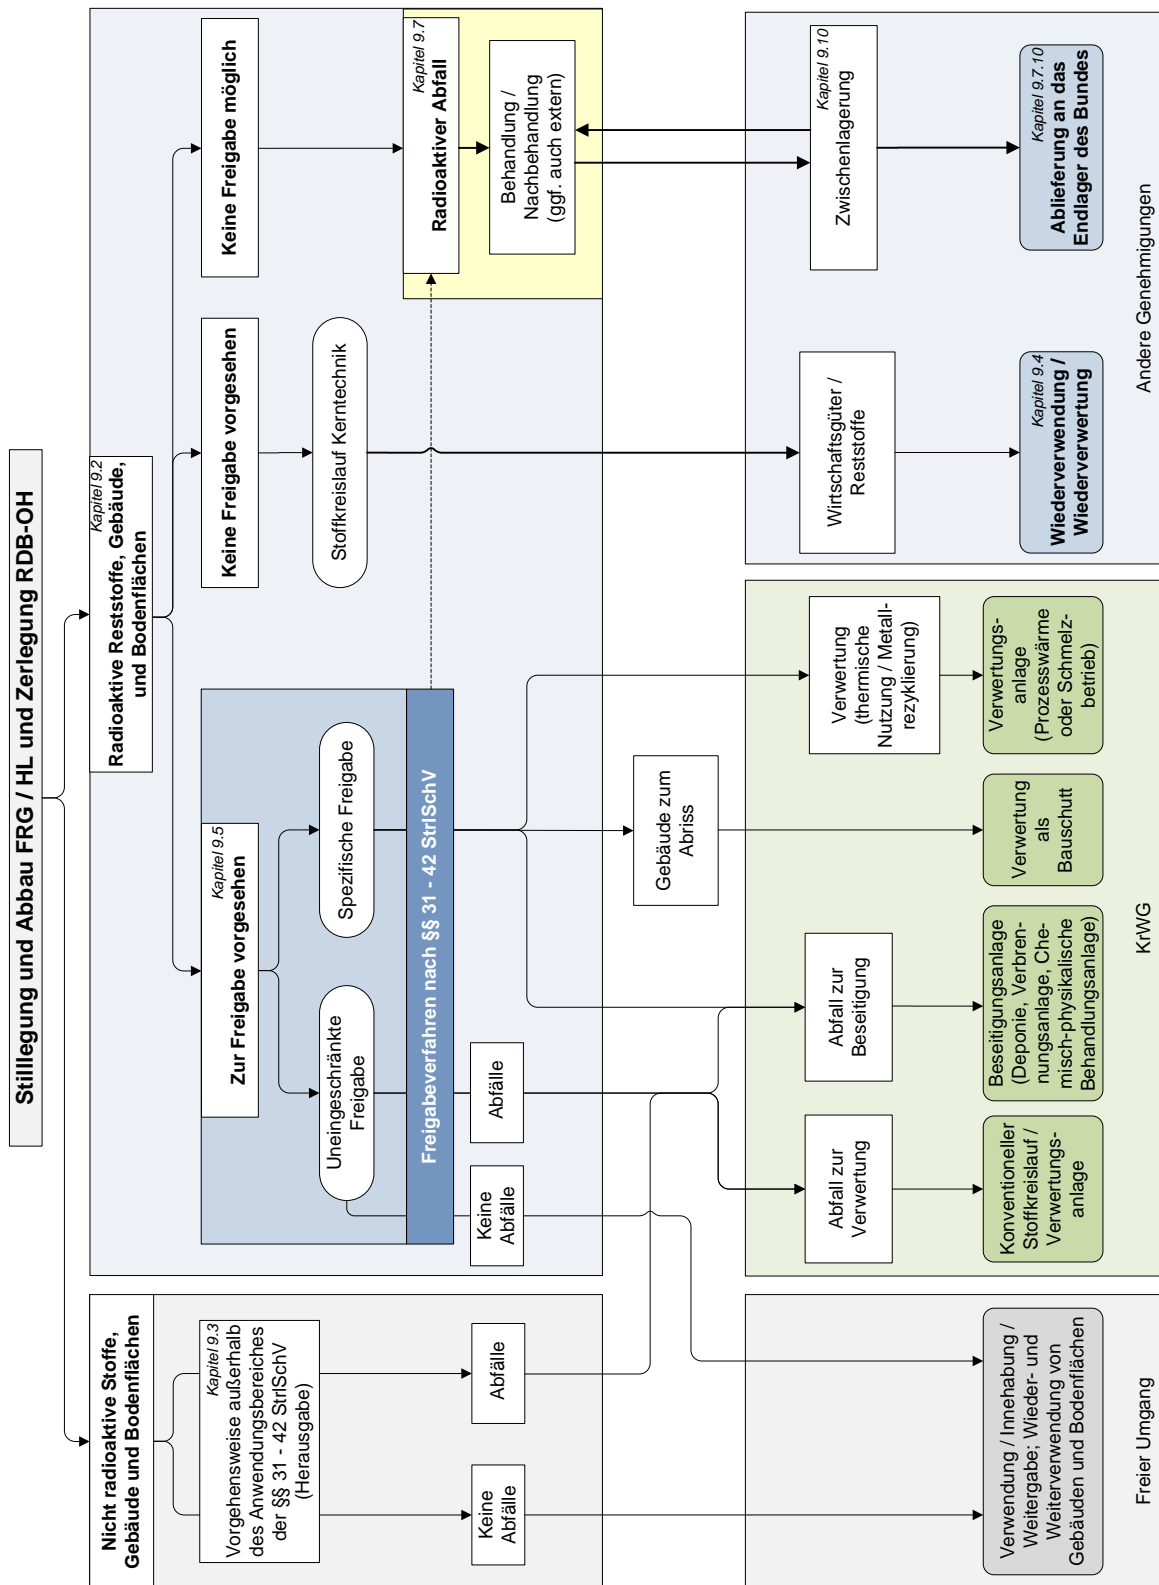 Stilllegung und Abbau FRG / HL und Zerlegung RDB-OH
Nicht radioaktive Stoffe,
Gebäude und Bodenflächen
Kapitel 9.3
Vorgehensweise außerhalb
des Anwendungsbereiches
der §§ 31 - 42 StrlSchV
(Herausgabe)
Keine
Abfälle
Abfälle
Kapitel 9.2
Radioaktive Reststoffe, Gebäude,
und Bodenflächen
Kapitel 9.5
Zur Freigabe vorgesehen
Uneingeschränkte
Freigabe
Spezifische Freigabe
Freigabeverfahren nach §§ 31 - 42 StrlSchV
Keine
Abfälle
Abfälle
Keine Freigabe vorgesehen
Stoffkreislauf Kerntechnik
Keine Freigabe möglich
Kapitel 9.7
Radioaktiver Abfall
Behandlung /
Nachbehandlung
(ggf. auch extern)
Gebäude zum
Abriss
Verwendung / Innehabung /
Weitergabe; Wieder- und
Weiterverwendung von
Gebäuden und Bodenflächen
Freier Umgang
Abfall zur
Verwertung
Abfall zur
Beseitigung
Verwertung
(thermische
Nutzung / Metall-
rezyklierung)
Konventioneller
Stoffkreislauf /
Verwertungs-
anlage
Beseitigungsanlage
(Deponie, Verbren-
nungsanlage, Che-
misch-physikalische
Behandlungsanlage)
Verwertung
als
Bauschutt
Verwertungs-
anlage
(Prozesswärme
oder Schmelz-
betrieb)
KrWG
Wirtschaftsgüter /
Reststoffe
Kapitel 9.10
Zwischenlagerung
Kapitel 9.4
Wiederverwendung /
Wiederverwertung
Kapitel 9.7.10
Ablieferung an das
Endlager des Bundes
Andere Genehmigungen